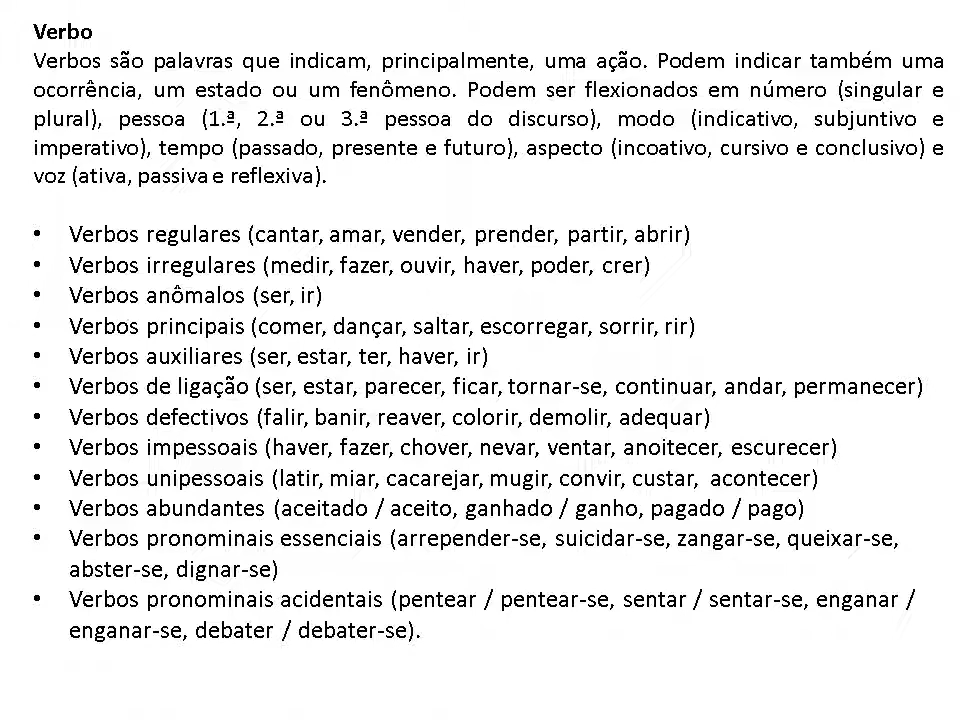 Verbo
Verbos são palavras que indicam, principalmente, uma ação. Podem indicar também uma
ocorrência, um estado ou um fenômeno. Podem ser flexionados em número (singular e
plural), pessoa (1.ª, 2.ª ou 3.ª pessoa do discurso), modo (indicativo, subjuntivo e
imperativo), tempo (passado, presente e futuro), aspecto (incoativo, cursivo e conclusivo) e
voz (ativa, passiva e reflexiva).
• Verbos regulares (cantar, amar, vender, prender, partir, abrir)
• Verbos irregulares (medir, fazer, ouvir, haver, poder, crer)
• Verbos anômalos (ser, ir)
• Verbos principais (comer, dançar, saltar, escorregar, sorrir, rir)
• Verbos auxiliares (ser, estar, ter, haver, ir)
• Verbos de ligação (ser, estar, parecer, ficar, tornar-se, continuar, andar, permanecer)
• Verbos defectivos (falir, banir, reaver, colorir, demolir, adequar)
• Verbos impessoais (haver, fazer, chover, nevar, ventar, anoitecer, escurecer)
• Verbos unipessoais (latir, miar, cacarejar, mugir, convir, custar, acontecer)
• Verbos abundantes (aceitado / aceito, ganhado / ganho, pagado / pago)
• Verbos pronominais essenciais (arrepender-se, suicidar-se, zangar-se, queixar-se,
abster-se, dignar-se)
• Verbos pronominais acidentais (pentear / pentear-se, sentar / sentar-se, enganar /
enganar-se, debater / debater-se).